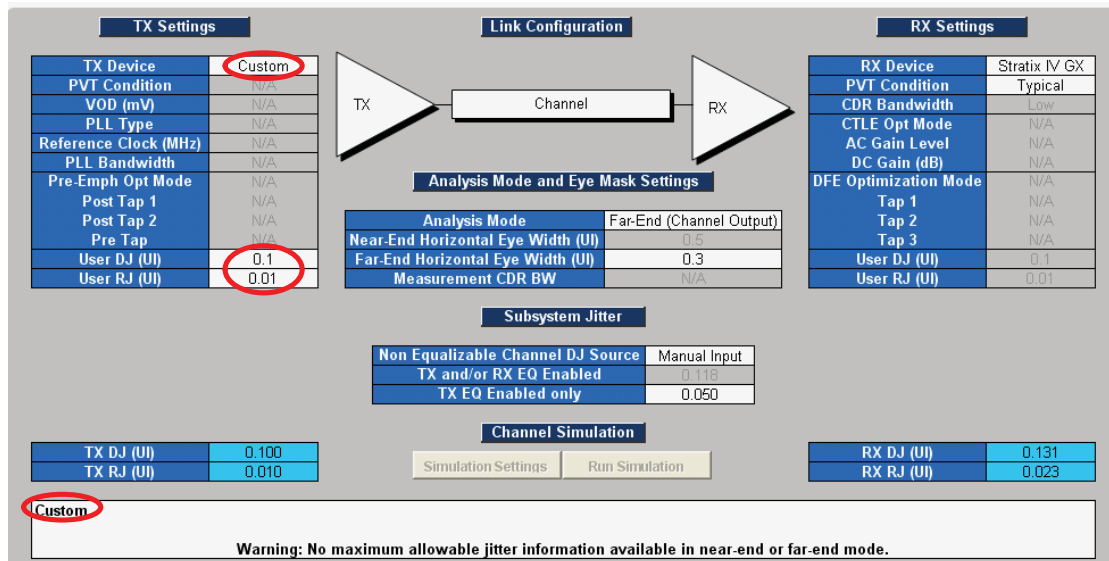 TX Settings
Link Configuration
RX Settings
TX Device Custom
PVT Condition N/A
VOD (mV) N/A
PLL Type N/A
Reference Clock (MHz) N/A
PLL Bandwidth N/A
Pre-Emph Opt Mode N/A
Post Tap 1 N/A
Post Tap 2 N/A
Pre Tap N/A
User DJ (UI) 0.1
User RJ (UI) 0.01
TX
Channel
RX
Analysis Mode and Eye Mask Settings
Analysis Mode Far-End (Channel Output)
Near-End Horizontal Eye Width (UI) 0.5
Far-End Horizontal Eye Width (UI) 0.3
Measurement CDR BW N/A
RX Device Stratix IV GX
PVT Condition Typical
CDR Bandwidth Low
CTLE Opt Mode N/A
AC Gain Level N/A
DC Gain (dB) N/A
DFE Optimization Mode N/A
Tap 1 N/A
Tap 2 N/A
Tap 3 N/A
User DJ (UI) 0.1
User RJ (UI) 0.01
Subsystem Jitter
Non Equalizable Channel DJ Source Manual Input
TX and/or RX EQ Enabled 0.118
TX EQ Enabled only 0.050
Channel Simulation
Simulation Settings Run Simulation
TX DJ (UI) 0.100
TX RJ (UI) 0.010
RX DJ (UI) 0.131
RX RJ (UI) 0.023
Custom
Warning: No maximum allowable jitter information available in near-end or far-end mode.